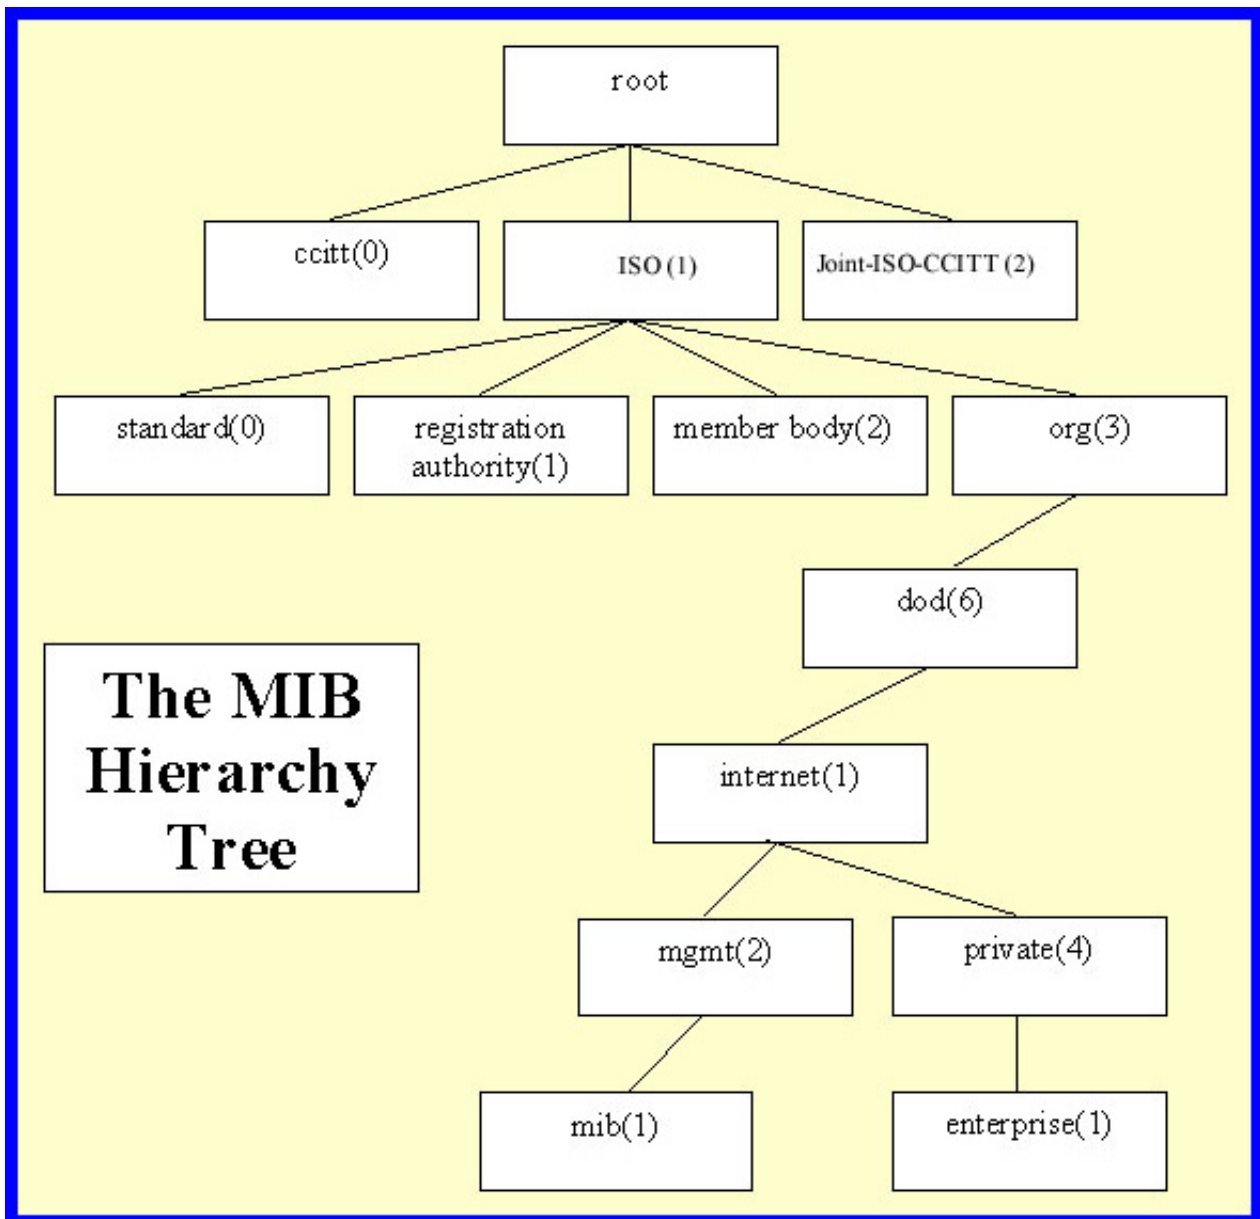 root
ccitt(0)
ISO (1)
Joint-ISO-CCITT (2)
standard(0)
registration
authority(1)
member body(2)
org(3)
dod(6)
The MIB
Hierarchy
Tree
internet(1)
mgmt(2)
private(4)
mib(1)
enterprise(1)